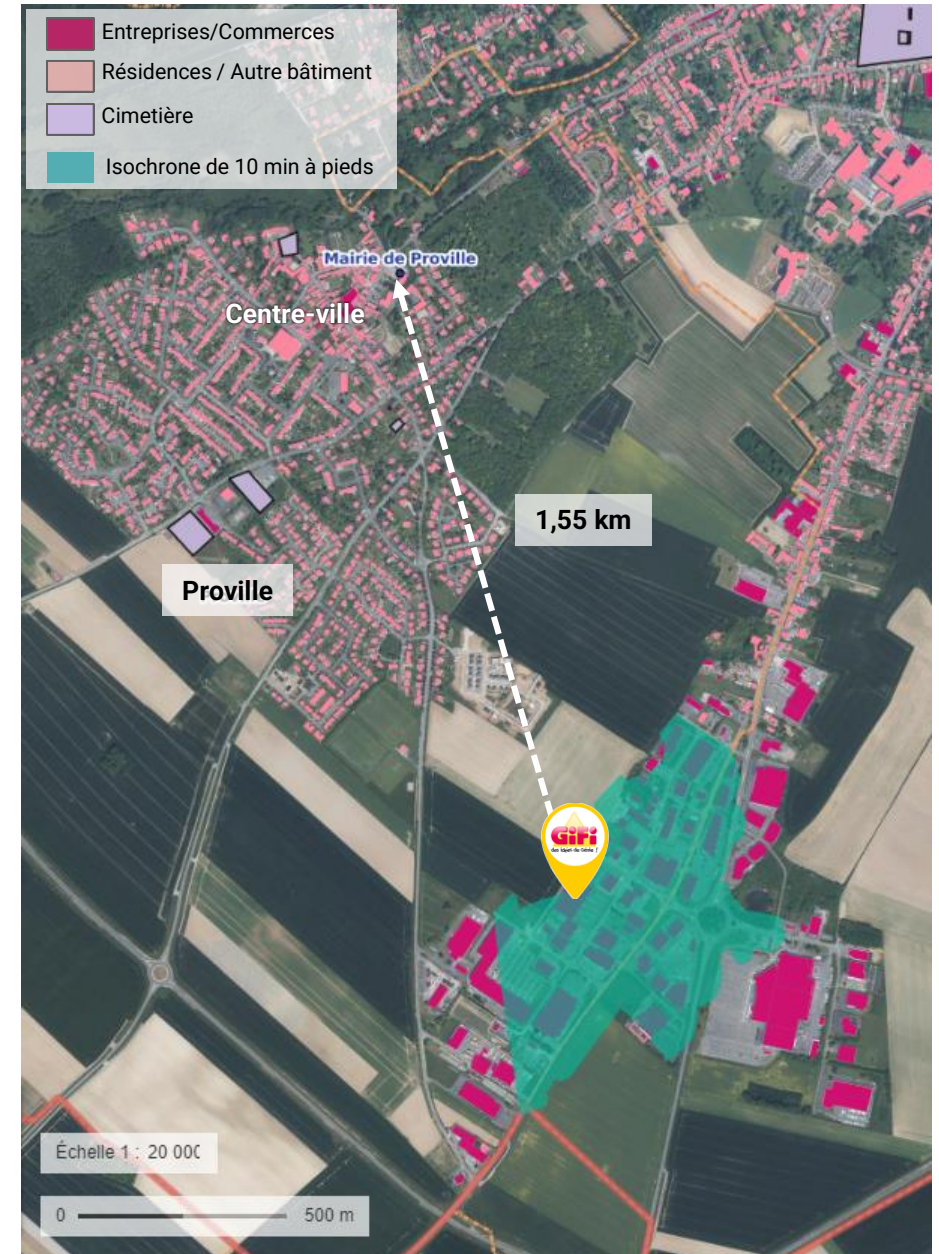 Entreprises/Commerces
Résidences / Autre bâtiment
Cimetière
Isochrone de 10 min à pieds
Mairie de Proville
Centre-ville
1,55 km
Proville
GiFi
Échelle 1 : 20 000
0 500 m